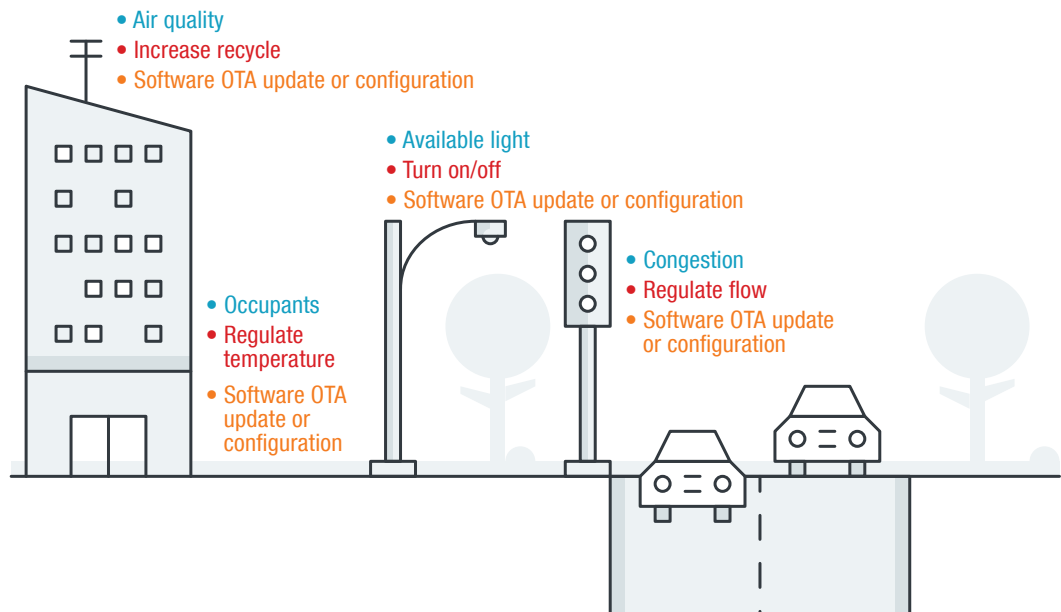 • Air quality
• Increase recycle
• Software OTA update or configuration
• Available light
• Turn on/off
• Software OTA update or configuration
• Congestion
• Regulate flow
• Software OTA update
or configuration
• Occupants
• Regulate
temperature
• Software OTA
update or
configuration